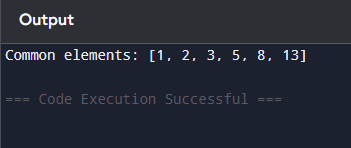 Output
Common elements: [1, 2, 3, 5, 8, 13]
=== Code Execution Successful ===